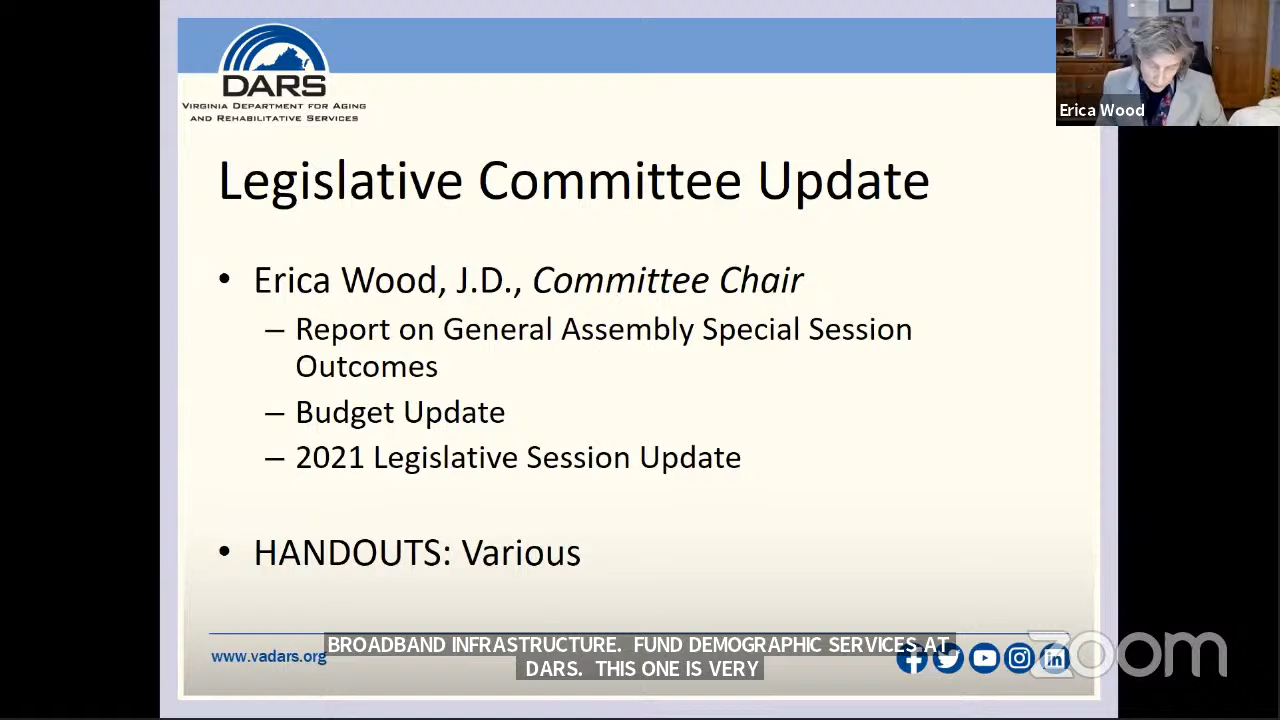 DARS
VIRGINIA DEPARTMENT FOR AGING
AND REHABILITATIVE SERVICES
Erica Wood
Legislative Committee Update
• Erica Wood, J.D., Committee Chair
– Report on General Assembly Special Session
Outcomes
– Budget Update
– 2021 Legislative Session Update
• HANDOUTS: Various
BROADBAND INFRASTRUCTURE. FUND DEMOGRAPHIC SERVICES AT
DARS. THIS ONE IS VERY
www.vadars.org
zoom